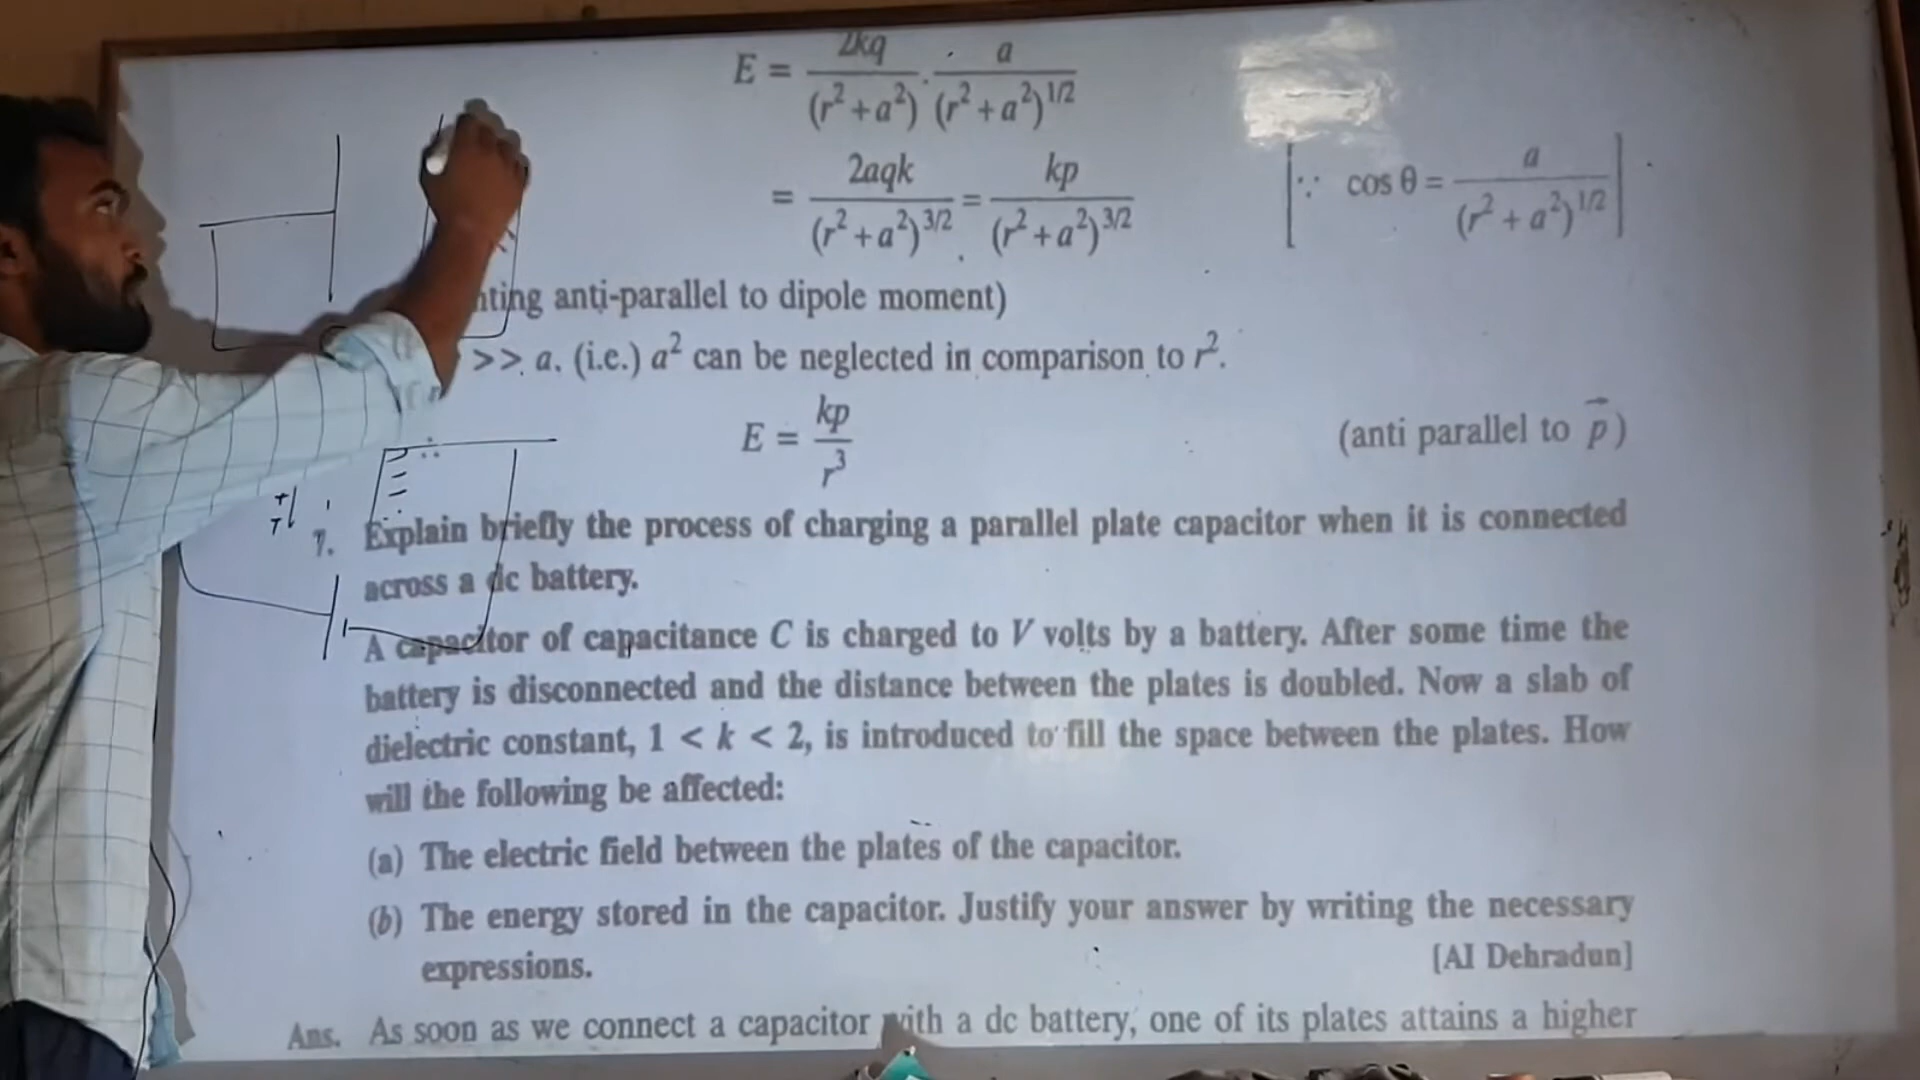 E = 2kq/(r² + a²) · a/(r² + a²)^1/2
= 2aqk/(r² + a²)^3/2 = kp/(r² + a²)^3/2 [∵ cos θ = a/(r² + a²)^1/2]
anti-parallel to dipole moment)
>> a, (i.e.) a² can be neglected in comparison to r².
E = kp/r³ (anti parallel to p⃗)
7. Explain briefly the process of charging a parallel plate capacitor when it is connected
across a dc battery.
A capacitor of capacitance C is charged to V volts by a battery. After some time the
battery is disconnected and the distance between the plates is doubled. Now a slab of
dielectric constant, 1 < k < 2, is introduced to fill the space between the plates. How
will the following be affected:
(a) The electric field between the plates of the capacitor.
(b) The energy stored in the capacitor. Justify your answer by writing the necessary
expressions. [AI Dehradun]
Ans. As soon as we connect a capacitor with a dc battery, one of its plates attains a higher